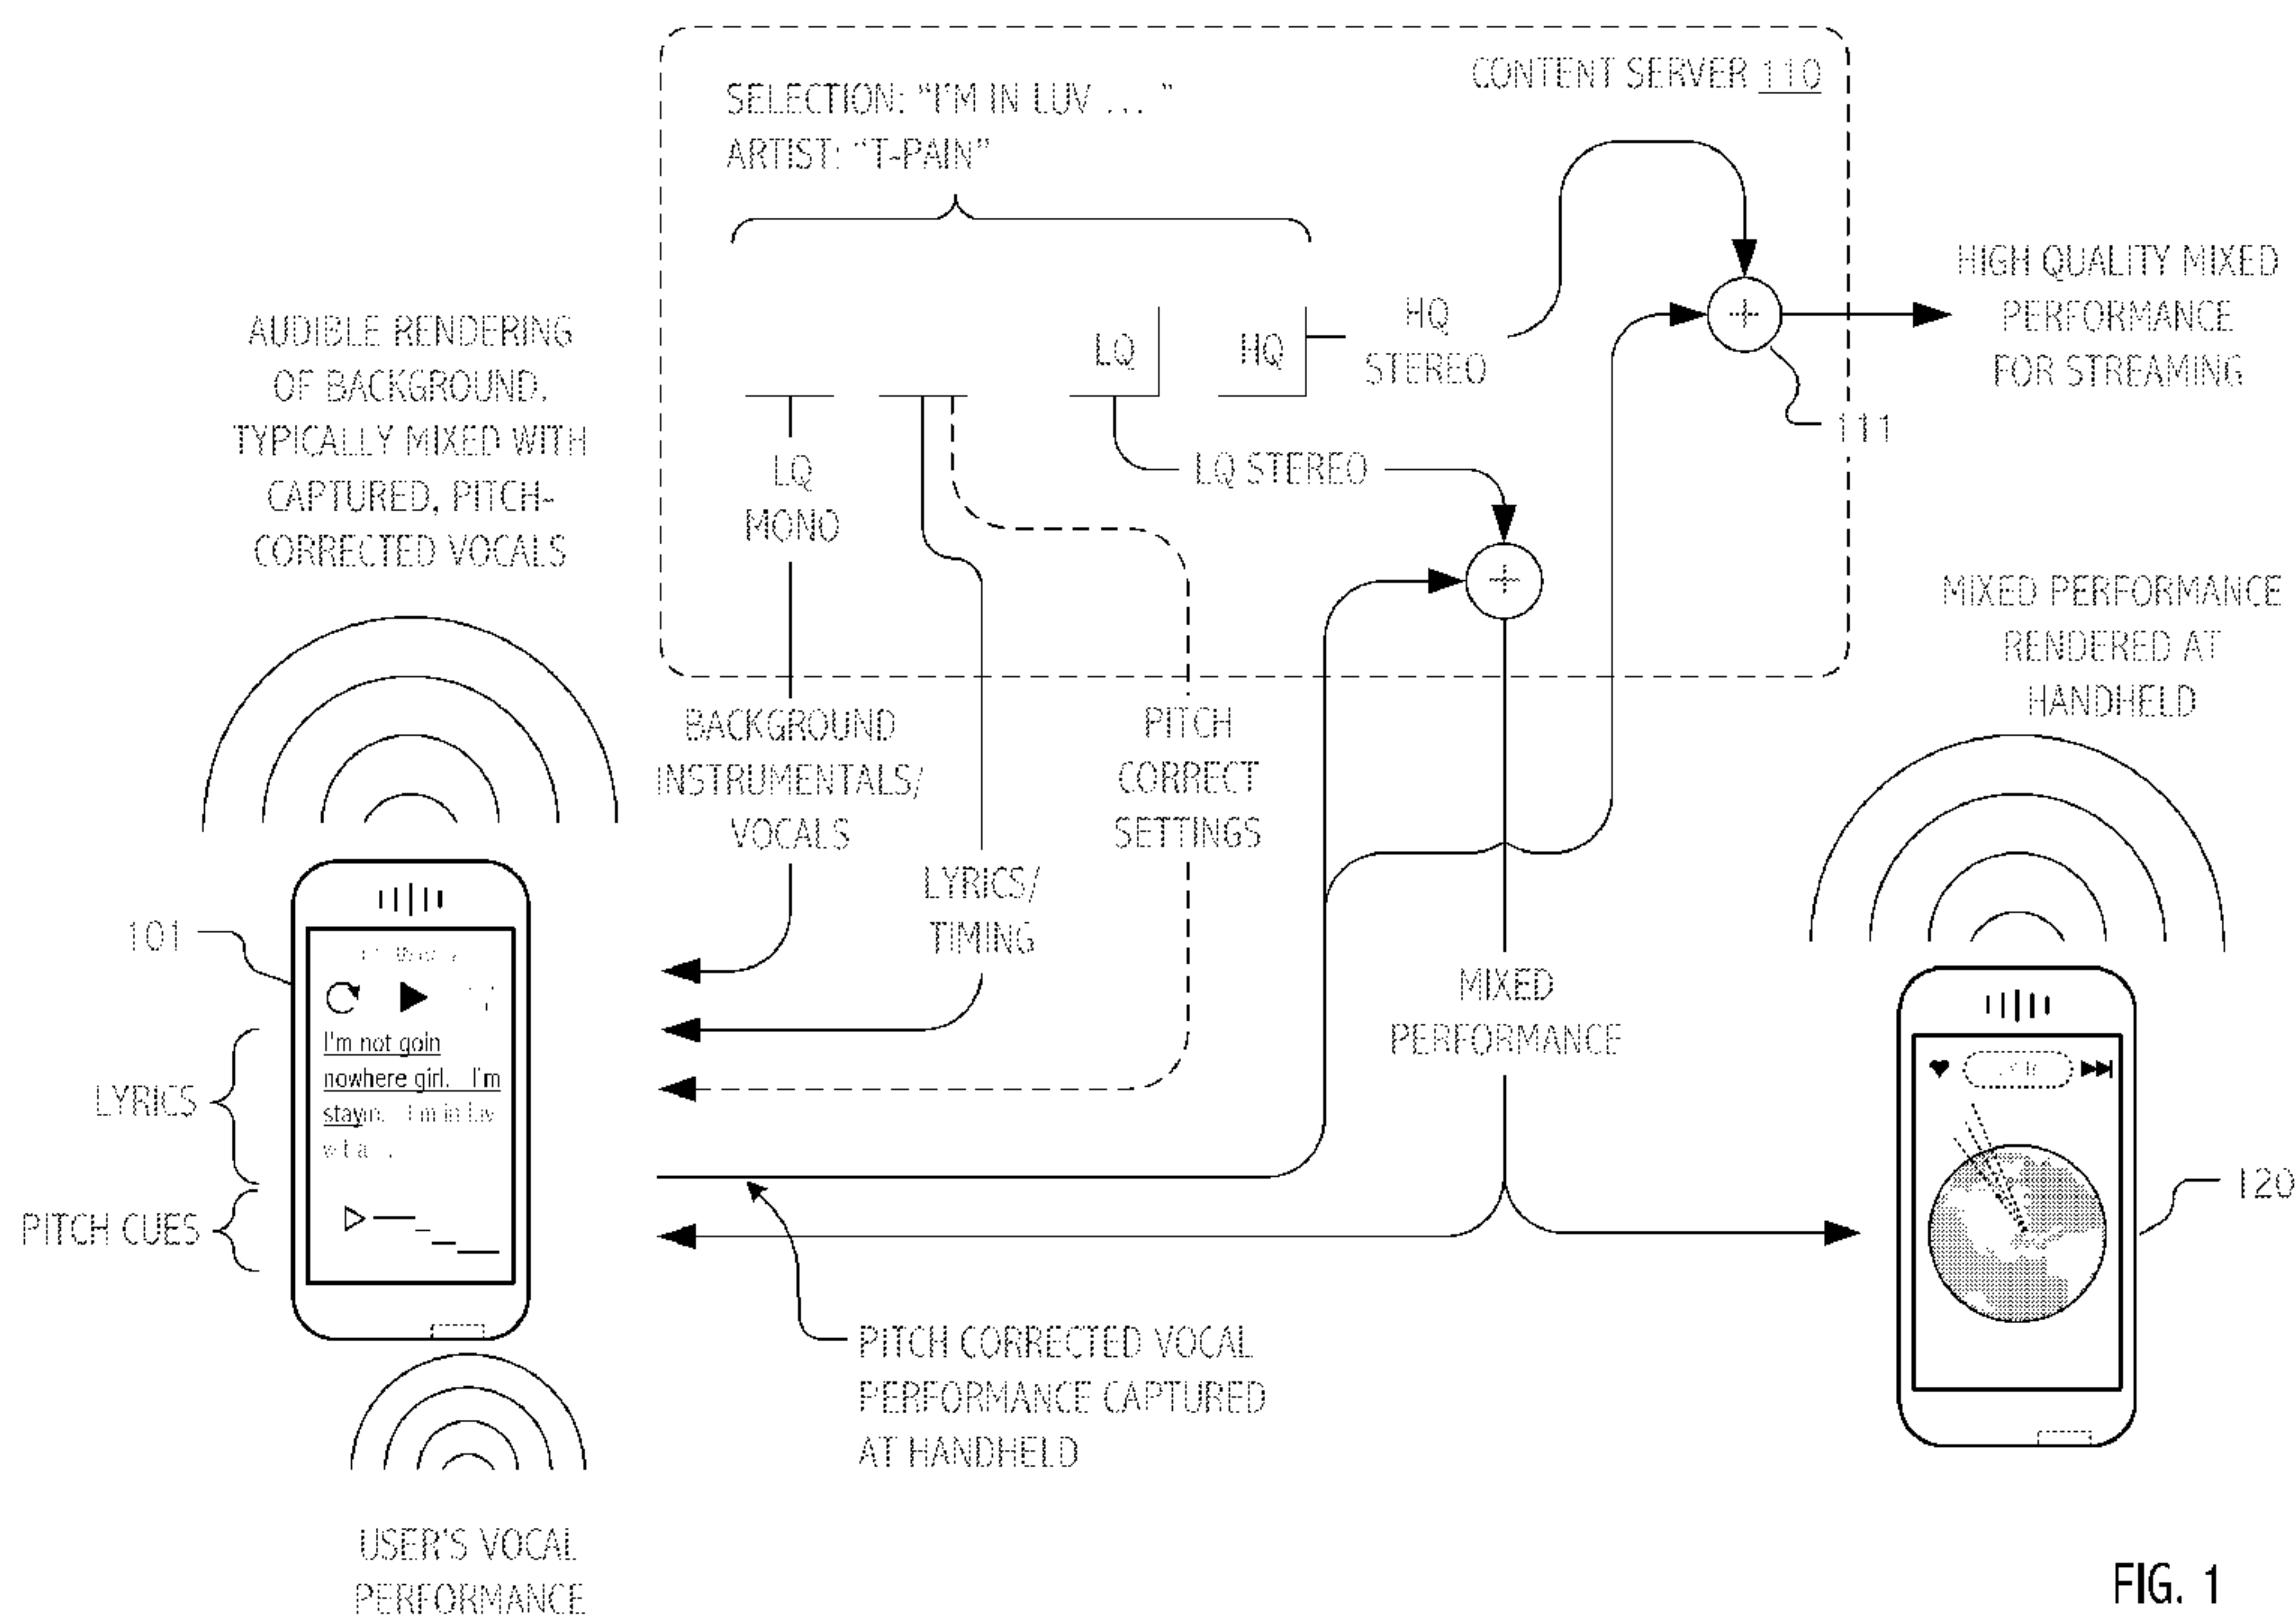 CONTENT SERVER 110
SELECTION: "I'M IN LUV ... "
ARTIST: "T-PAIN"
HIGH QUALITY MIXED
PERFORMANCE
FOR STREAMING
HQ
STEREO
LQ
HQ
AUDIBLE RENDERING
OF BACKGROUND,
TYPICALLY MIXED WITH
CAPTURED, PITCH-
CORRECTED VOCALS
111
LQ STEREO
LQ
MONO
MIXED PERFORMANCE
RENDERED AT
HANDHELD
BACKGROUND
INSTRUMENTALS/
VOCALS
PITCH
CORRECT
SETTINGS
LYRICS/
TIMING
101
MIXED
PERFORMANCE
I'm not goin
nowhere girl. I'm
stayin. I'm in Luv
LYRICS
PITCH CUES
120
PITCH CORRECTED VOCAL
PERFORMANCE CAPTURED
AT HANDHELD
USER'S VOCAL
PERFORMANCE
FIG. 1